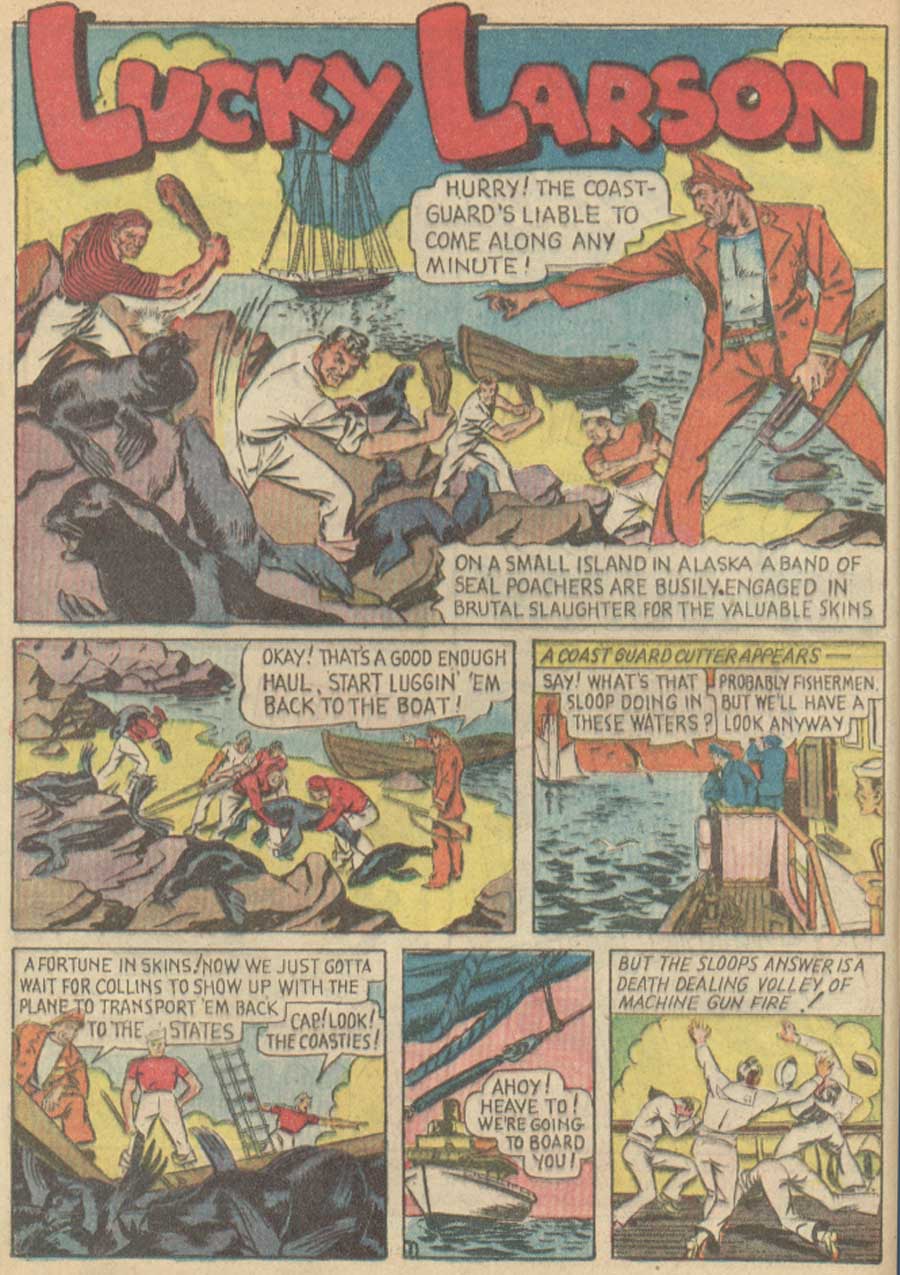 LUCKY LARSON
HURRY! THE COAST-
GUARD'S LIABLE TO
COME ALONG ANY
MINUTE!
ON A SMALL ISLAND IN ALASKA A BAND OF
SEAL POACHERS ARE BUSILY ENGAGED IN
BRUTAL SLAUGHTER FOR THE VALUABLE SKINS
OKAY! THAT'S A GOOD ENOUGH
HAUL. START LUGGIN' 'EM
BACK TO THE BOAT!
A COAST GUARD CUTTER APPEARS —
SAY! WHAT'S THAT
SLOOP DOING IN
THESE WATERS?
PROBABLY FISHERMEN.
BUT WE'LL HAVE A
LOOK ANYWAY
A FORTUNE IN SKINS! NOW WE JUST GOTTA
WAIT FOR COLLINS TO SHOW UP WITH THE
PLANE TO TRANSPORT 'EM BACK
TO THE STATES
CAP! LOOK!
THE COASTIES!
AHOY!
HEAVE TO!
WE'RE GOING
TO BOARD
YOU!
1
BUT THE SLOOPS ANSWER IS A
DEATH DEALING VOLLEY OF
MACHINE GUN FIRE!